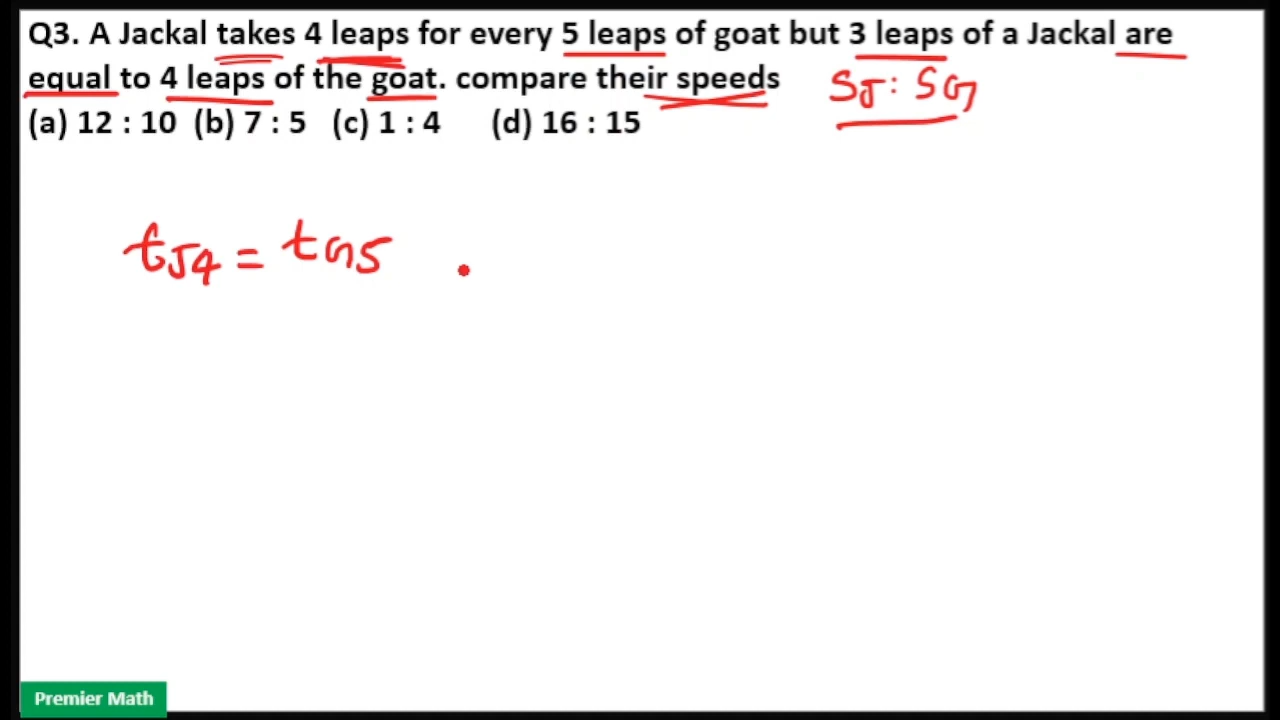 Q3. A Jackal takes 4 leaps for every 5 leaps of goat but 3 leaps of a Jackal are
equal to 4 leaps of the goat. compare their speeds
SJ : SG
(a) 12 : 10 (b) 7 : 5 (c) 1 : 4 (d) 16 : 15
tJ4 = tG5
Premier Math